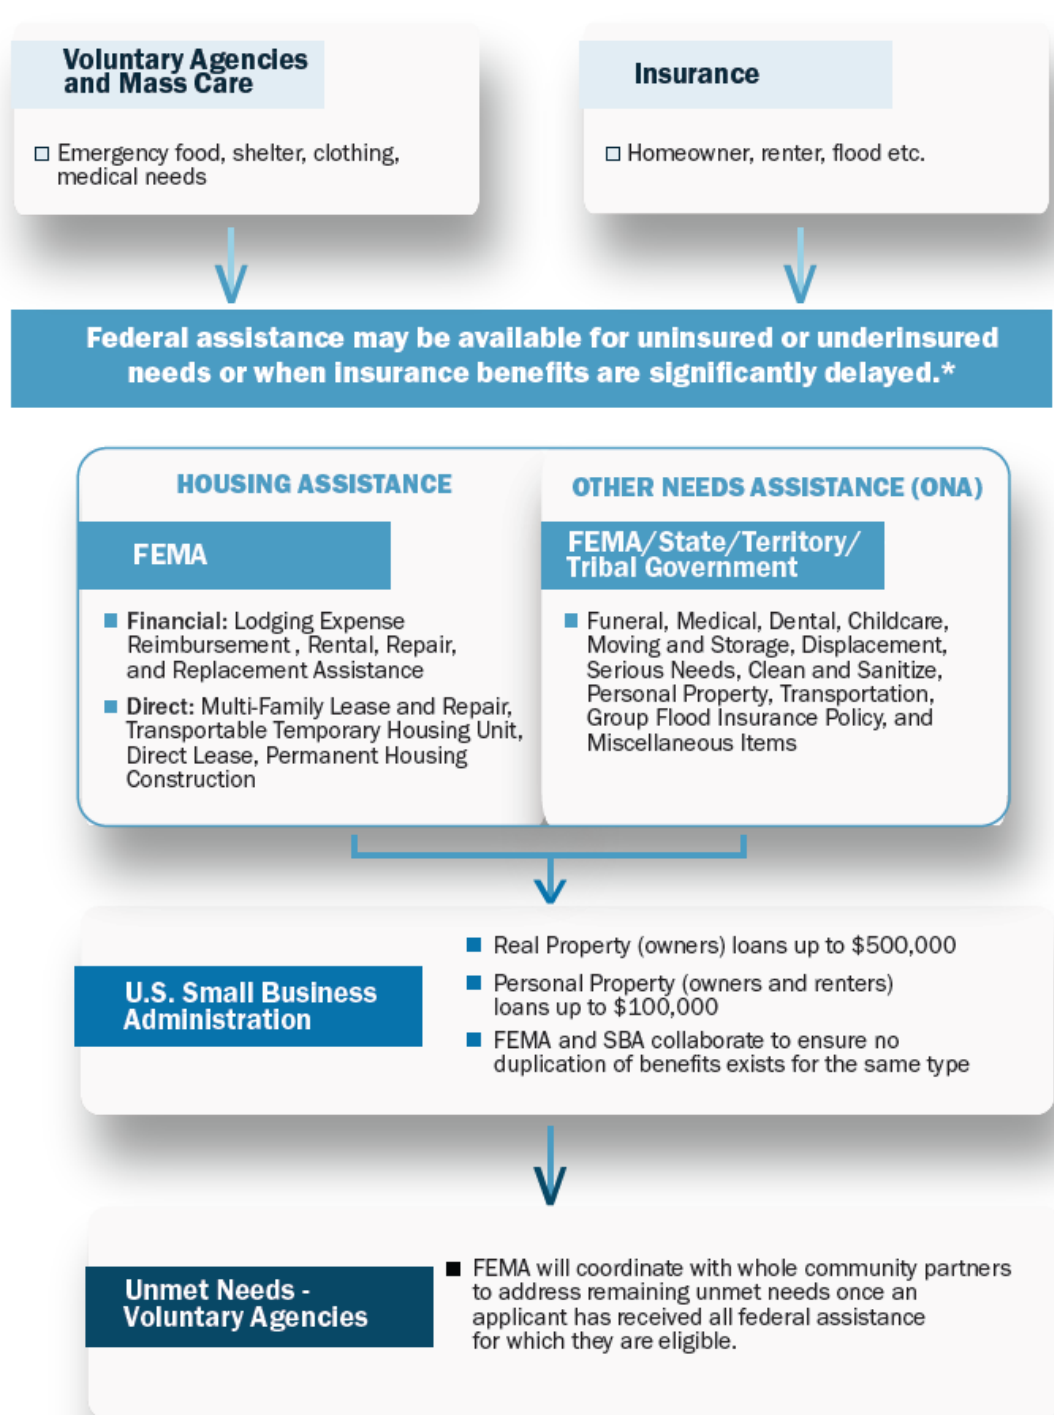 Voluntary Agencies
and Mass Care
Emergency food, shelter, clothing,
medical needs
Insurance
Homeowner, renter, flood etc.
Federal assistance may be available for uninsured or underinsured
needs or when insurance benefits are significantly delayed.*
HOUSING ASSISTANCE
FEMA
Financial: Lodging Expense
Reimbursement , Rental, Repair,
and Replacement Assistance
Direct: Multi-Family Lease and Repair,
Transportable Temporary Housing Unit,
Direct Lease, Permanent Housing
Construction
OTHER NEEDS ASSISTANCE (ONA)
FEMA/State/Territory/
Tribal Government
Funeral, Medical, Dental, Childcare,
Moving and Storage, Displacement,
Serious Needs, Clean and Sanitize,
Personal Property, Transportation,
Group Flood Insurance Policy, and
Miscellaneous Items
U.S. Small Business
Administration
Real Property (owners) loans up to $500,000
Personal Property (owners and renters)
loans up to $100,000
FEMA and SBA collaborate to ensure no
duplication of benefits exists for the same type
Unmet Needs -
Voluntary Agencies
FEMA will coordinate with whole community partners
to address remaining unmet needs once an
applicant has received all federal assistance
for which they are eligible.